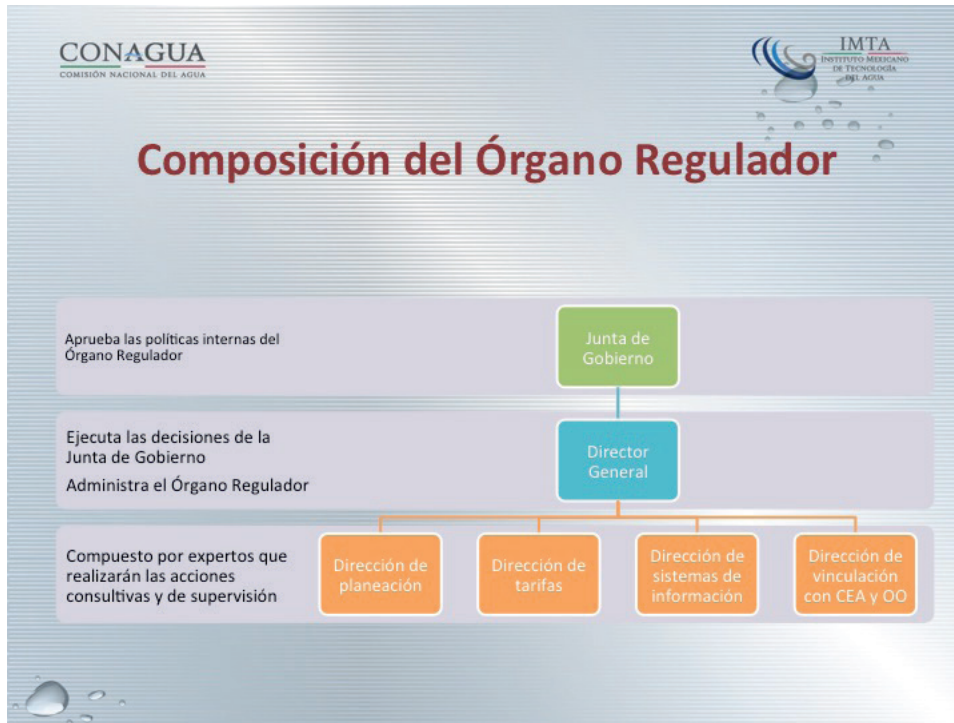 CONAGUA
COMISIÓN NACIONAL DEL AGUA
IMTA
INSTITUTO MEXICANO
DE TECNOLOGÍA
DEL AGUA
Composición del Órgano Regulador
Aprueba las políticas internas del
Órgano Regulador
Junta de
Gobierno
Ejecuta las decisiones de la
Junta de Gobierno
Administra el Órgano Regulador
Director
General
Compuesto por expertos que
realizarán las acciones
consultivas y de supervisión
Dirección de
planeación
Dirección de
tarifas
Dirección de
sistemas de
información
Dirección de
vinculación
con CEA y OO